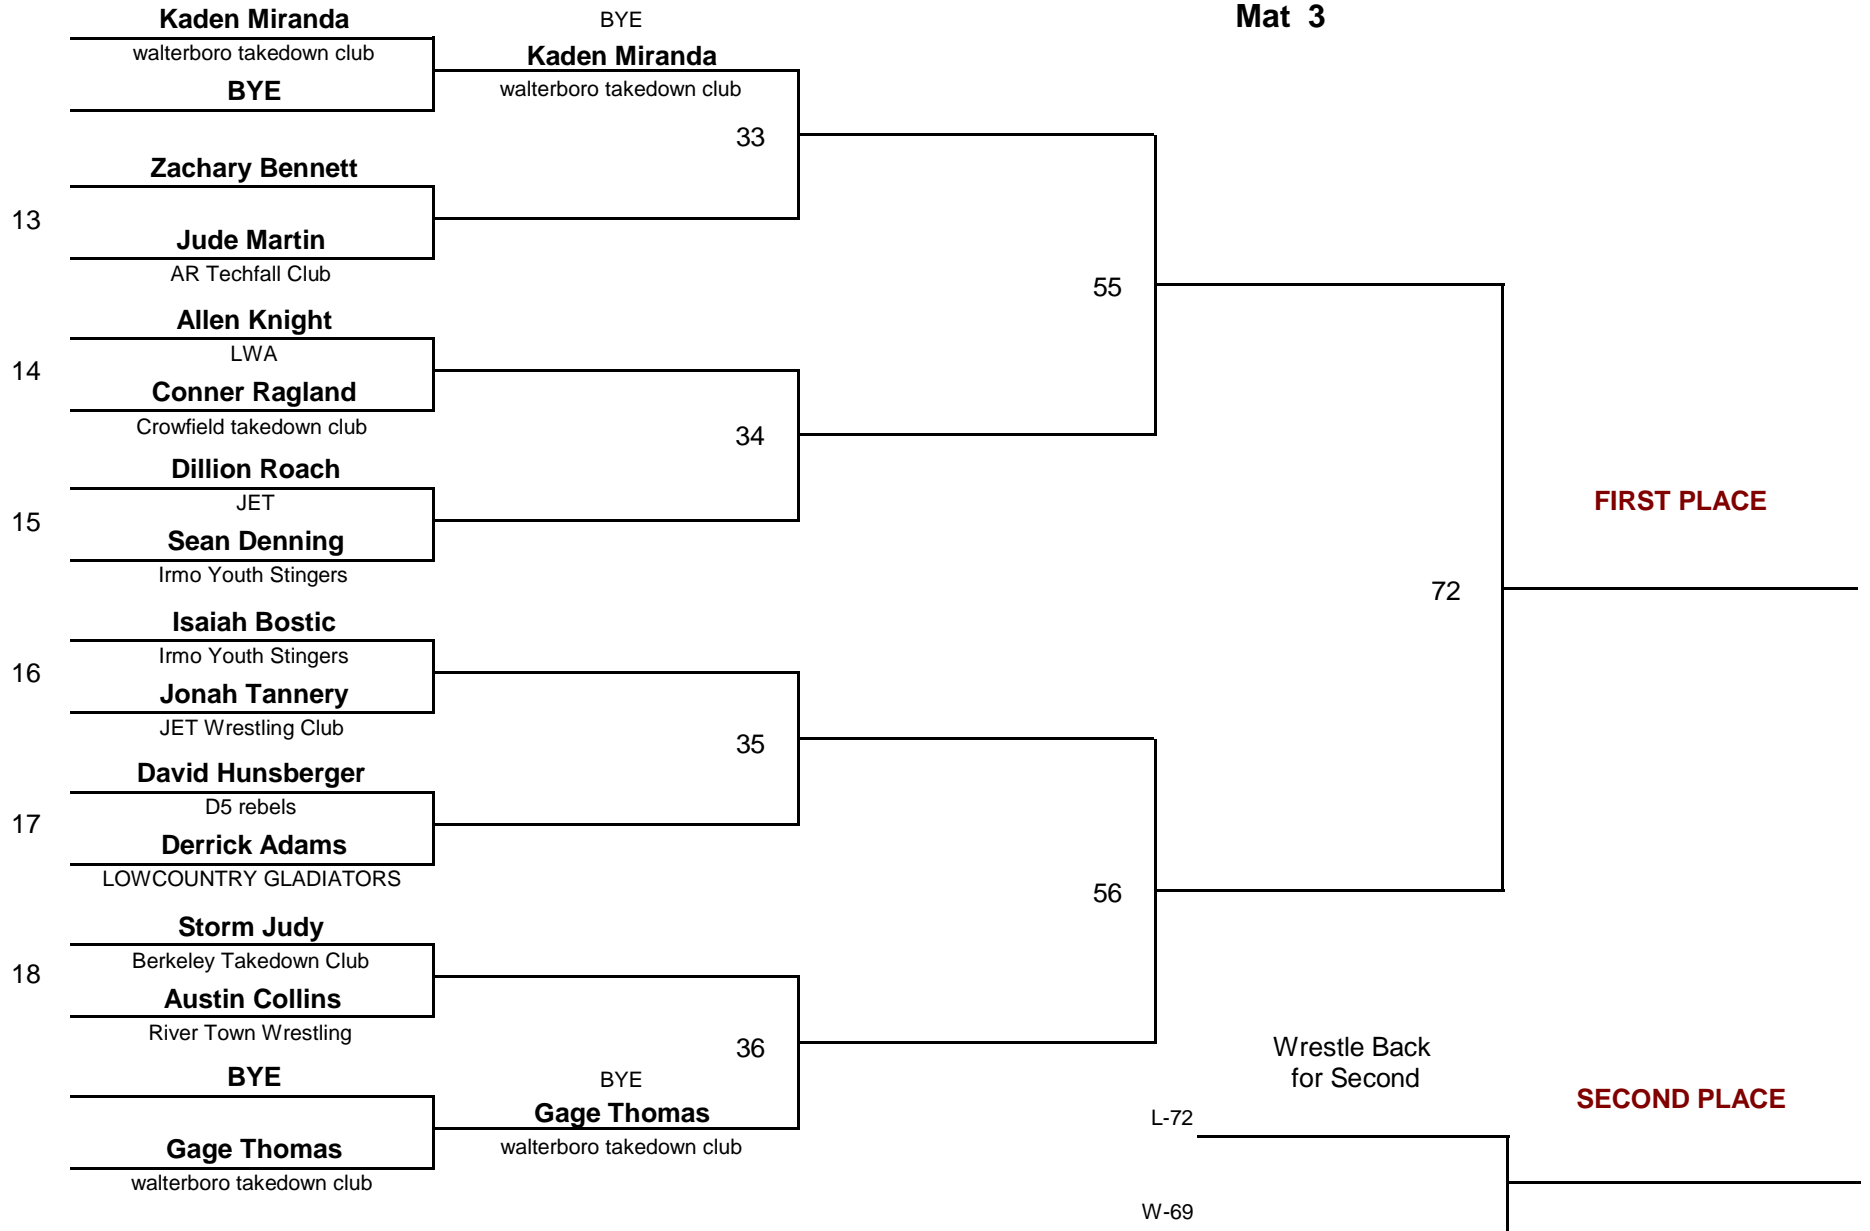 Kaden Miranda
walterboro takedown club
BYE
BYE
Kaden Miranda
walterboro takedown club
Mat 3
33
Zachary Bennett
13
Jude Martin
AR Techfall Club
55
Allen Knight
LWA
14
Conner Ragland
Crowfield takedown club
34
Dillion Roach
JET
15
Sean Denning
Irmo Youth Stingers
FIRST PLACE
72
Isaiah Bostic
Irmo Youth Stingers
16
Jonah Tannery
JET Wrestling Club
35
David Hunsberger
D5 rebels
17
Derrick Adams
LOWCOUNTRY GLADIATORS
56
Storm Judy
Berkeley Takedown Club
18
Austin Collins
River Town Wrestling
36
BYE
Gage Thomas
walterboro takedown club
BYE
Gage Thomas
walterboro takedown club
Wrestle Back
for Second
SECOND PLACE
L-72
W-69